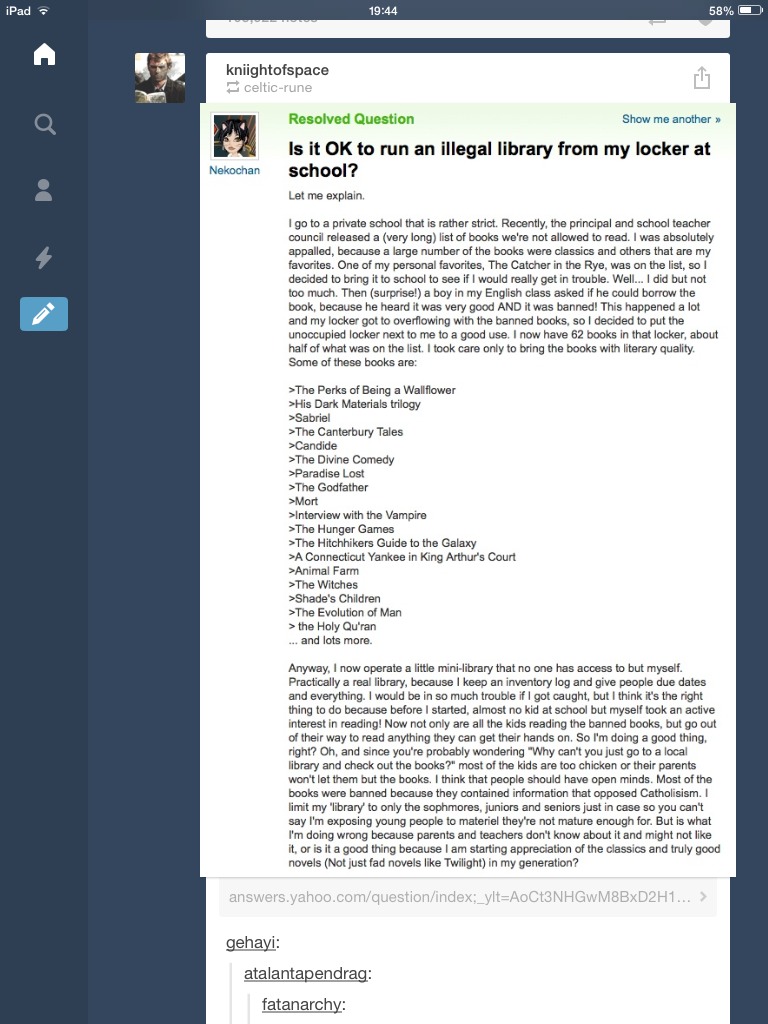 iPad 19:44 58%
kniightofspace
celtic-rune
Resolved Question
Show me another »
Nekochan
Is it OK to run an illegal library from my locker at
school?
Let me explain.
I go to a private school that is rather strict. Recently, the principal and school teacher
council released a (very long) list of books we're not allowed to read. I was absolutely
appalled, because a large number of the books were classics and others that are my
favorites. One of my personal favorites, The Catcher in the Rye, was on the list, so I
decided to bring it to school to see if I would really get in trouble. Well... I did but not
too much. Then (surprise!) a boy in my English class asked if he could borrow the
book, because he heard it was very good AND it was banned! This happened a lot
and my locker got to overflowing with the banned books, so I decided to put the
unoccupied locker next to me to a good use. I now have 62 books in that locker, about
half of what was on the list. I took care only to bring the books with literary quality.
Some of these books are:
>The Perks of Being a Wallflower
>His Dark Materials trilogy
>Sabriel
>The Canterbury Tales
>Candide
>The Divine Comedy
>Paradise Lost
>The Godfather
>Mort
>Interview with the Vampire
>The Hunger Games
>The Hitchhikers Guide to the Galaxy
>A Connecticut Yankee in King Arthur's Court
>Animal Farm
>The Witches
>Shade's Children
>The Evolution of Man
> the Holy Qu'ran
... and lots more.
Anyway, I now operate a little mini-library that no one has access to but myself.
Practically a real library, because I keep an inventory log and give people due dates
and everything. I would be in so much trouble if I got caught, but I think it's the right
thing to do because before I started, almost no kid at school but myself took an active
interest in reading! Now not only are all the kids reading the banned books, but go out
of their way to read anything they can get their hands on. So I'm doing a good thing,
right? Oh, and since you're probably wondering "Why can't you just go to a local
library and check out the books?" most of the kids are too chicken or their parents
won't let them but the books. I think that people should have open minds. Most of the
books were banned because they contained information that opposed Catholisism. I
limit my 'library' to only the sophmores, juniors and seniors just in case so you can't
say I'm exposing young people to materiel they're not mature enough for. But is what
I'm doing wrong because parents and teachers don't know about it and might not like
it, or is it a good thing because I am starting appreciation of the classics and truly good
novels (Not just fad novels like Twilight) in my generation?
answers.yahoo.com/question/index;_ylt=AoCt3NHGwM8BxD2H1...
gehayi:
atalantapendrag:
fatanarchy: